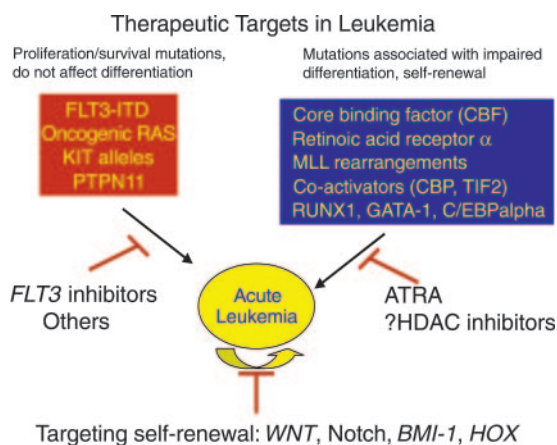 Therapeutic Targets in Leukemia
Proliferation/survival mutations,
do not affect differentiation
Mutations associated with impaired
differentiation, self-renewal
FLT3-ITD
Oncogenic RAS
KIT alleles
PTPN11
Core binding factor (CBF)
Retinoic acid receptor α
MLL rearrangements
Co-activators (CBP, TIF2)
RUNX1, GATA-1, C/EBPalpha
FLT3 inhibitors
Others
Acute
Leukemia
ATRA
?HDAC inhibitors
Targeting self-renewal: WNT, Notch, BMI-1, HOX